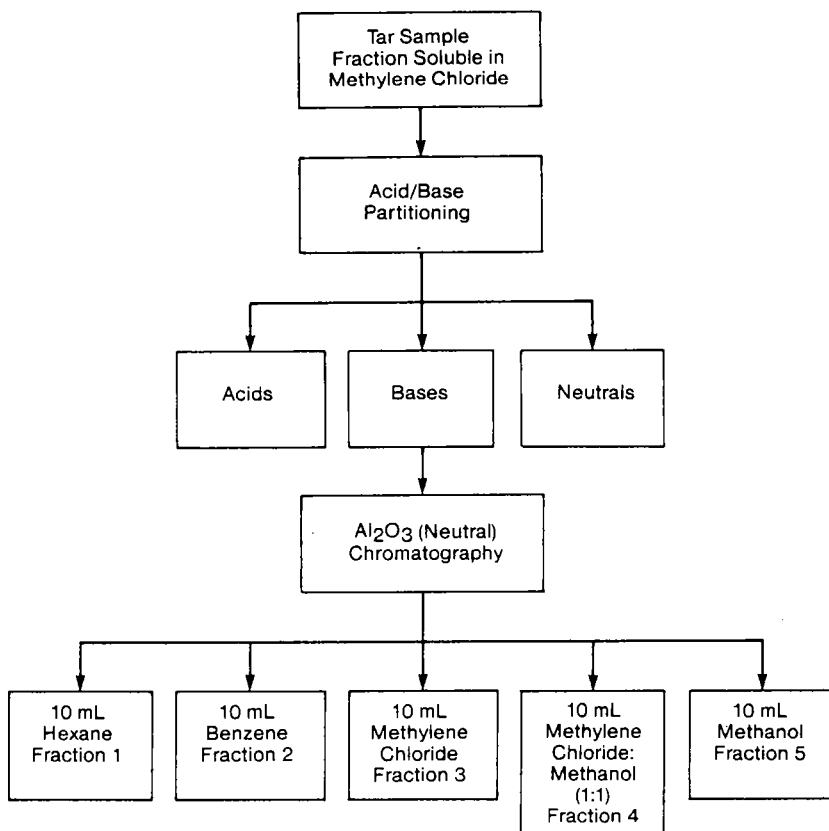 Tar Sample
Fraction Soluble in
Methylene Chloride
Acid/Base
Partitioning
Acids
Bases
Neutrals
Al2O3 (Neutral)
Chromatography
10 mL
Hexane
Fraction 1
10 mL
Benzene
Fraction 2
10 mL
Methylene
Chloride
Fraction 3
10 mL
Methylene
Chloride:
Methanol
(1:1)
Fraction 4
10 mL
Methanol
Fraction 5